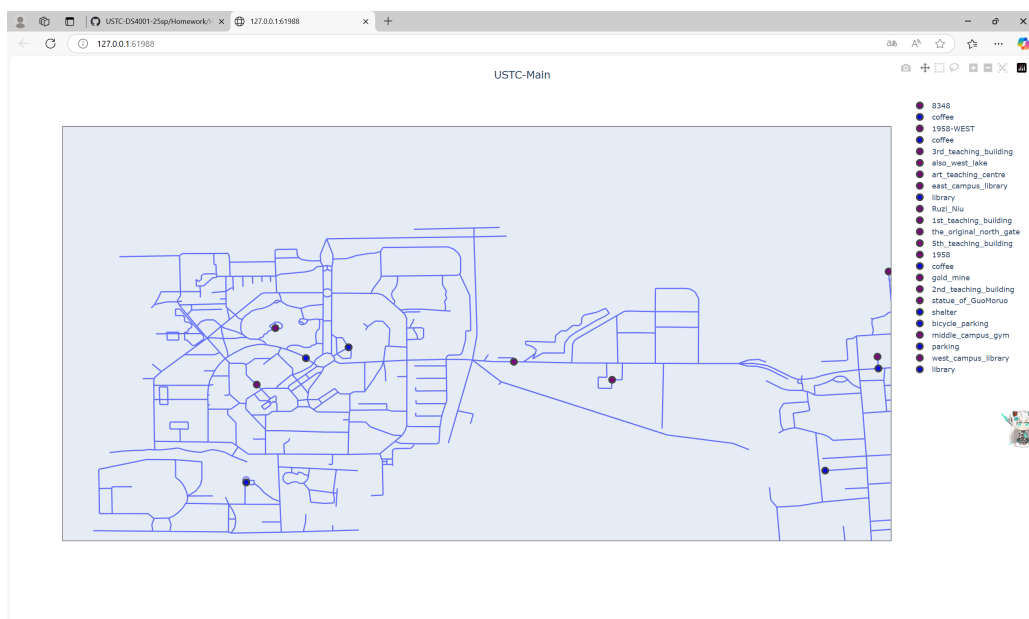 USTC-DS4001-25sp/Homework/H
127.0.0.1:61988
127.0.0.1:61988
USTC-Main
8348
coffee
1958-WEST
coffee
3rd_teaching_building
also_west_lake
art_teaching_centre
east_campus_library
library
Ruzi_Niu
1st_teaching_building
the_original_north_gate
5th_teaching_building
1958
coffee
gold_mine
2nd_teaching_building
statue_of_GuoMoruo
shelter
bicycle_parking
middle_campus_gym
parking
west_campus_library
library